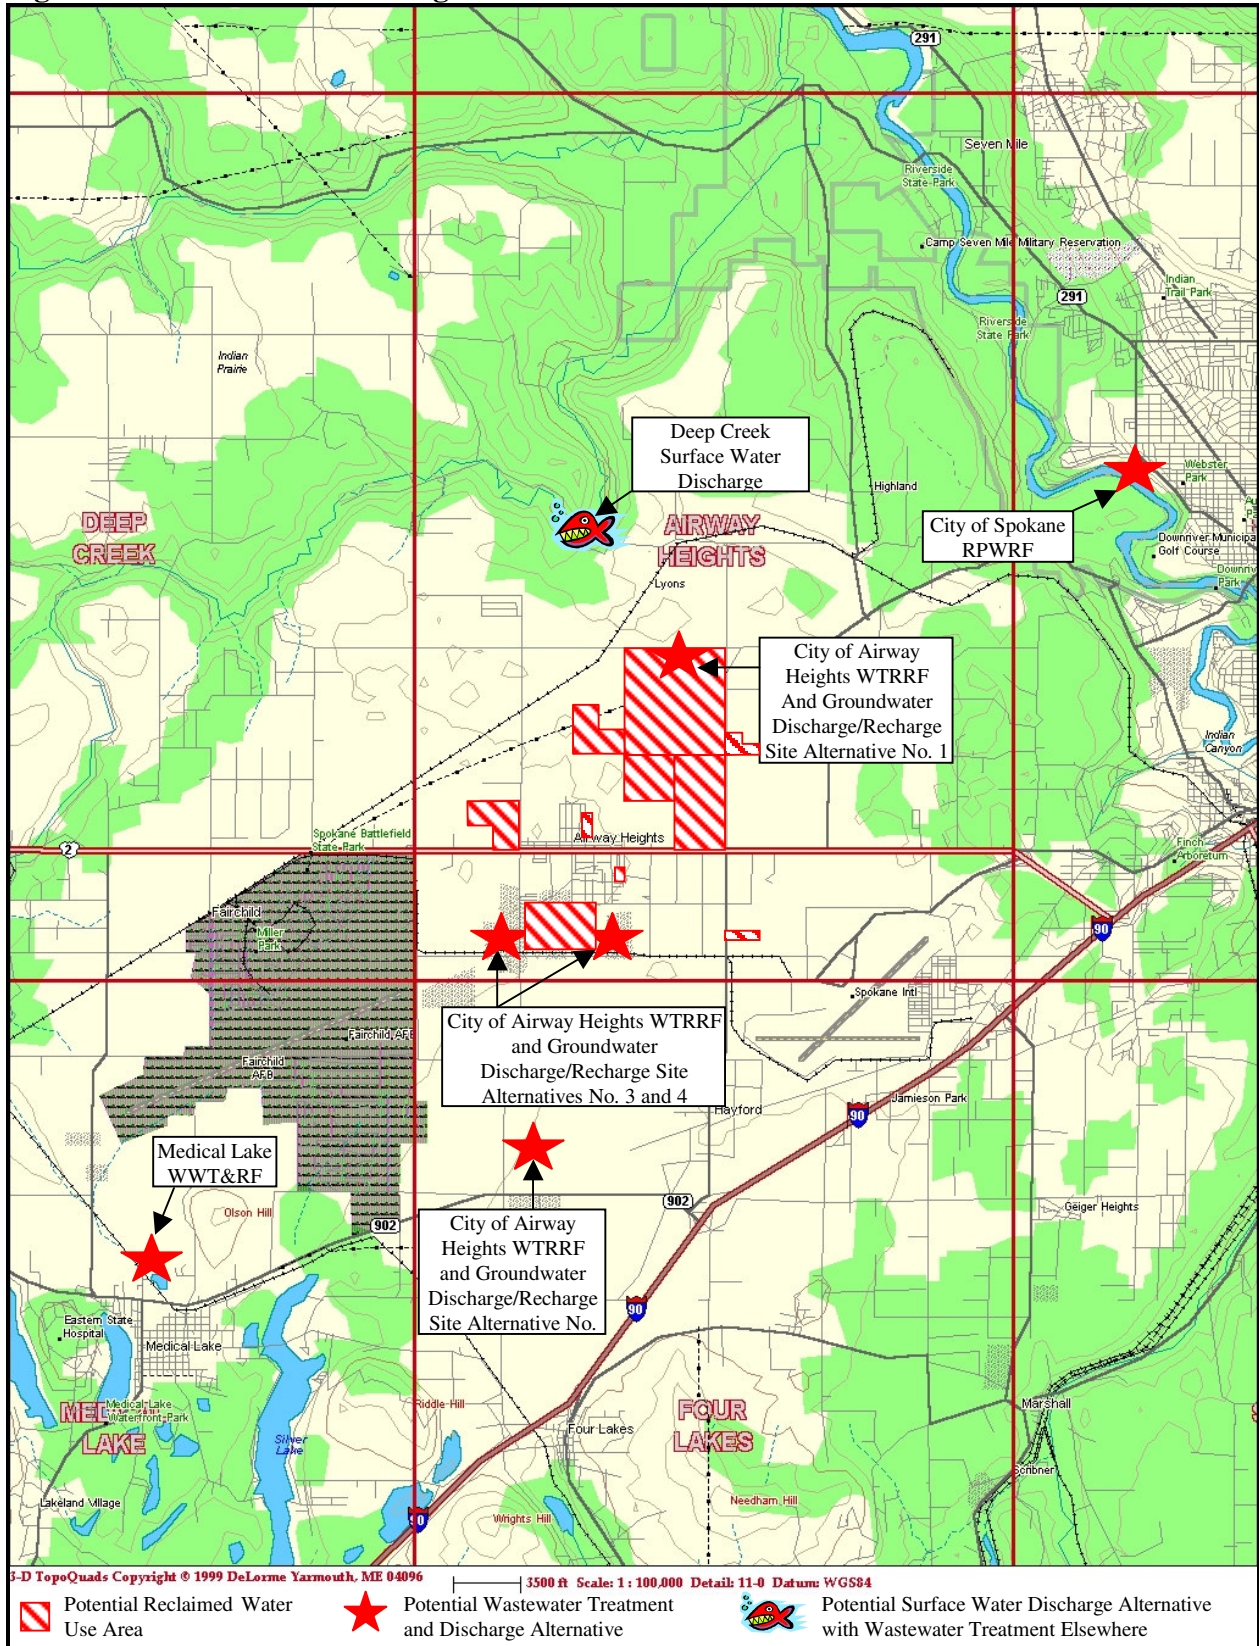 291
Seven Mile
Riverside
State Park
Camp Seven Mile Military Reservation
Indian
Trail Park
291
Riverside
State Park
Indian
Prairie
Deep Creek
Surface Water
Discharge
Highland
Webster
Park
DEEP
CREEK
AIRWAY
HEIGHTS
City of Spokane
RPWRF
Downriver Municipa
Golf Course
Downriv
Park
Lyons
City of Airway
Heights WTRRF
And Groundwater
Discharge/Recharge
Site Alternative No. 1
Indian
Canyon
Spokane Battlefield
State Park
Airway Heights
2
Finch
Arboretum
Fairchild
Miller
Park
90
Spokane Intl
City of Airway Heights WTRRF
and Groundwater
Discharge/Recharge Site
Alternatives No. 3 and 4
Fairchild AFB
Fairchild
AFB
Hayford
Jamieson Park
90
Medical Lake
WWT&RF
Olson Hill
902
902
Geiger Heights
City of Airway
Heights WTRRF
and Groundwater
Discharge/Recharge
Site Alternative No.
90
Eastern State
Hospital
Medical Lake
Medical Lake
Waterfront Park
LAKE
Silver
Lake
Riddle Hill
Four Lakes
FOUR
LAKES
Marshall
Scribner
Lakeland Village
Needham Hill
Wrights Hill
90
3-D TopoQuads Copyright © 1999 DeLorme Yarmouth, ME 04096
3500 ft Scale: 1 : 100,000 Detail: 11-0 Datum: WGS84
Potential Reclaimed Water
Use Area
Potential Wastewater Treatment
and Discharge Alternative
Potential Surface Water Discharge Alternative
with Wastewater Treatment Elsewhere